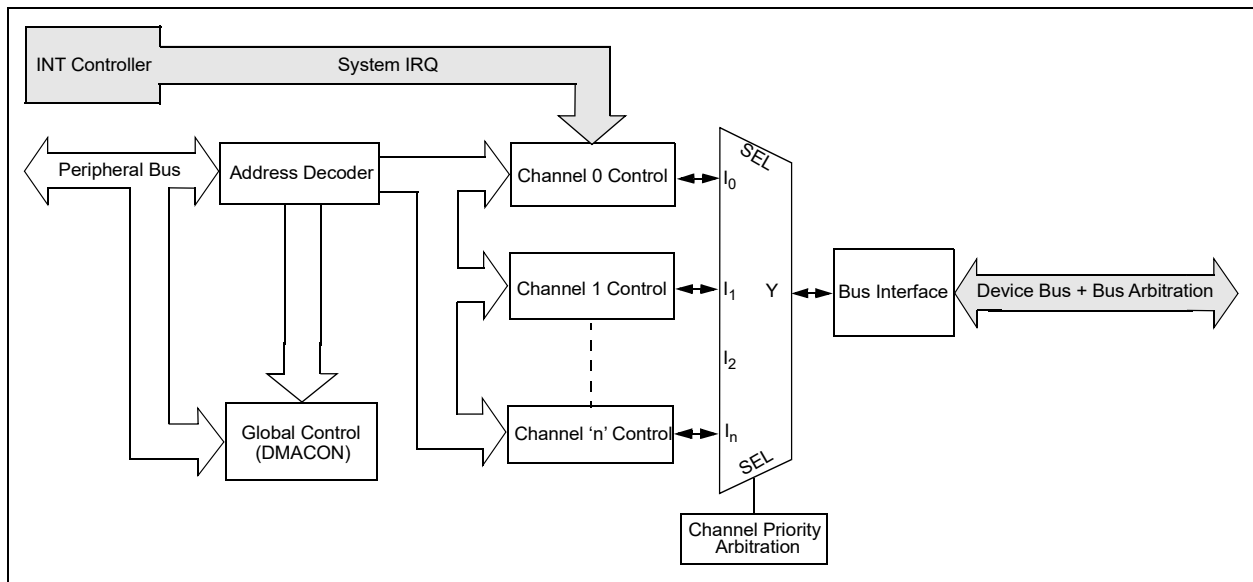 INT Controller
System IRQ
Peripheral Bus
Address Decoder
Channel 0 Control
SEL
I0
Channel 1 Control
I1
Y
Bus Interface
Device Bus + Bus Arbitration
I2
Global Control
(DMACON)
Channel ‘n’ Control
In
SEL
Channel Priority
Arbitration